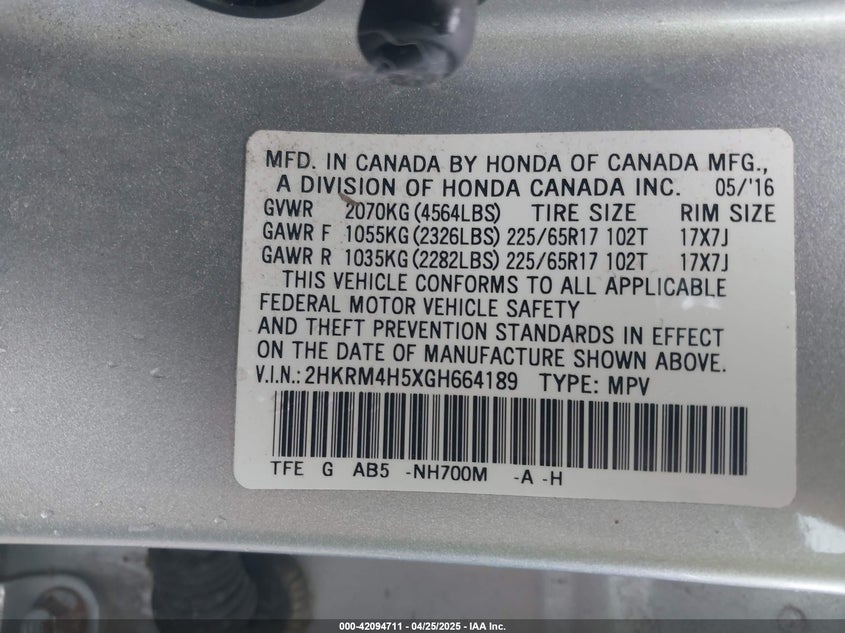 MFD. IN CANADA BY HONDA OF CANADA MFG.,
A DIVISION OF HONDA CANADA INC. 05/'16
GVWR 2070KG (4564LBS) TIRE SIZE RIM SIZE
GAWR F 1055KG (2326LBS) 225/65R17 102T 17X7J
GAWR R 1035KG (2282LBS) 225/65R17 102T 17X7J
THIS VEHICLE CONFORMS TO ALL APPLICABLE
FEDERAL MOTOR VEHICLE SAFETY
AND THEFT PREVENTION STANDARDS IN EFFECT
ON THE DATE OF MANUFACTURE SHOWN ABOVE.
V.I.N.: 2HKRM4H5XGH664189 TYPE: MPV
TFE G AB5 -NH700M -A -H
000-42094711 - 04/25/2025 - IAA Inc.